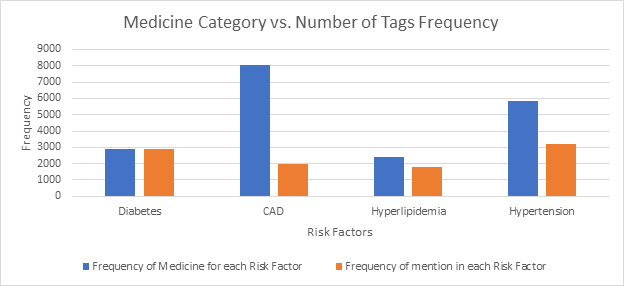 Medicine Category vs. Number of Tags Frequency
9000
8000
7000
6000
5000
4000
3000
2000
1000
0
Frequency
Diabetes CAD Hyperlipidemia Hypertension
Risk Factors
Frequency of Medicine for each Risk Factor Frequency of mention in each Risk Factor